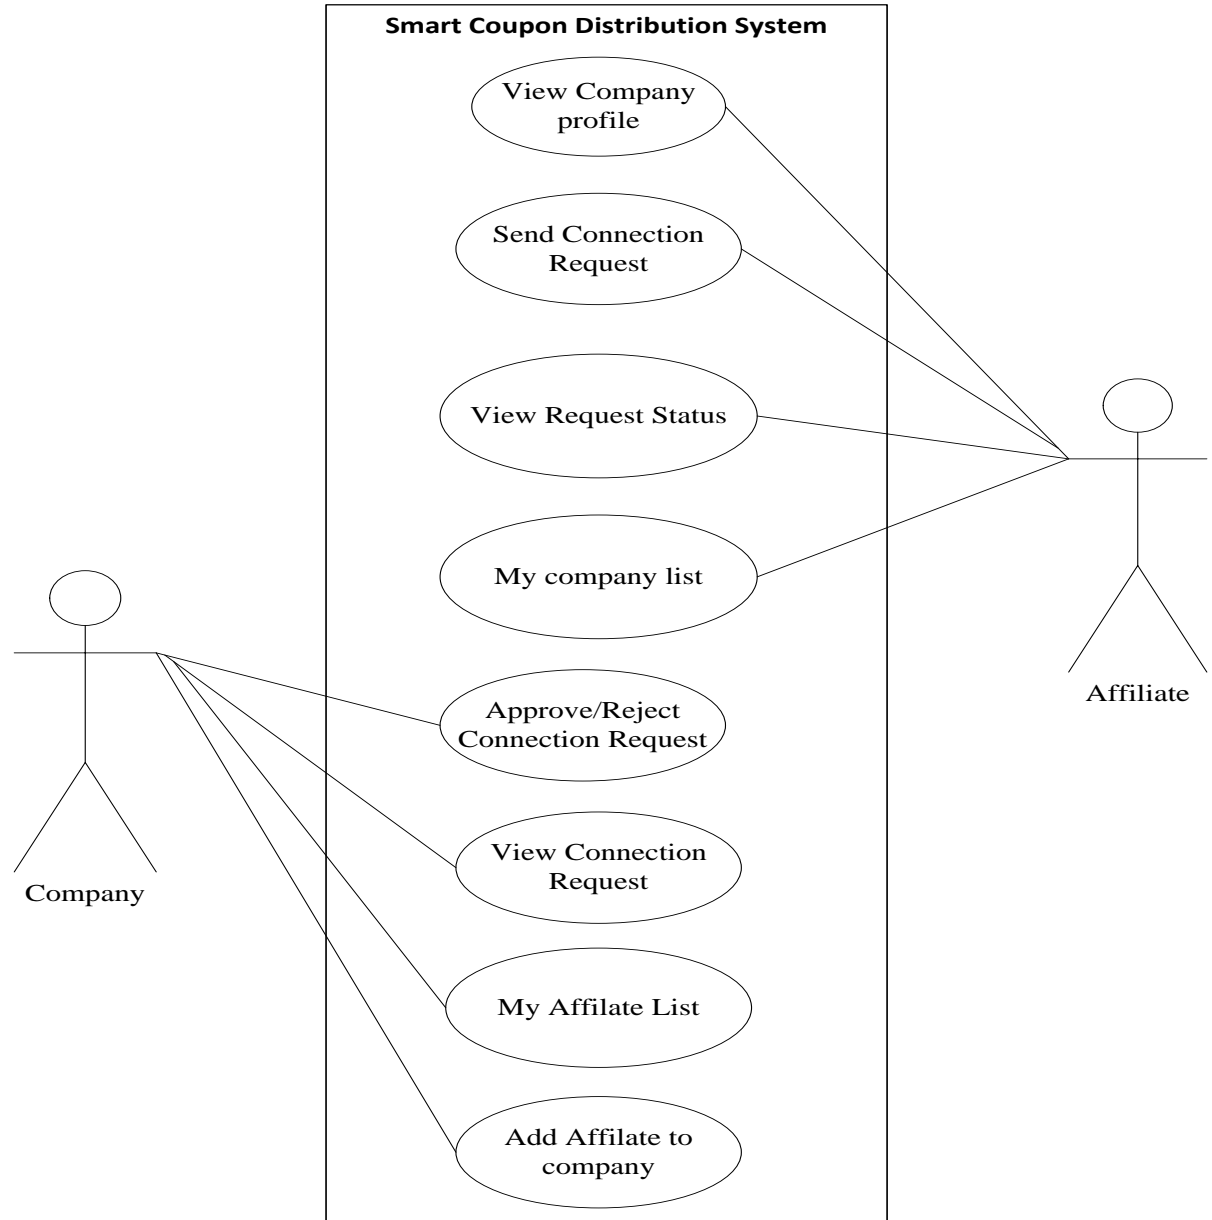 Smart Coupon Distribution System
View Company
profile
Send Connection
Request
View Request Status
My company list
Affiliate
Approve/Reject
Connection Request
View Connection
Request
Company
My Affilate List
Add Affilate to
company